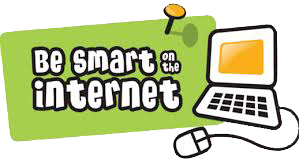 Be smart on the
internet